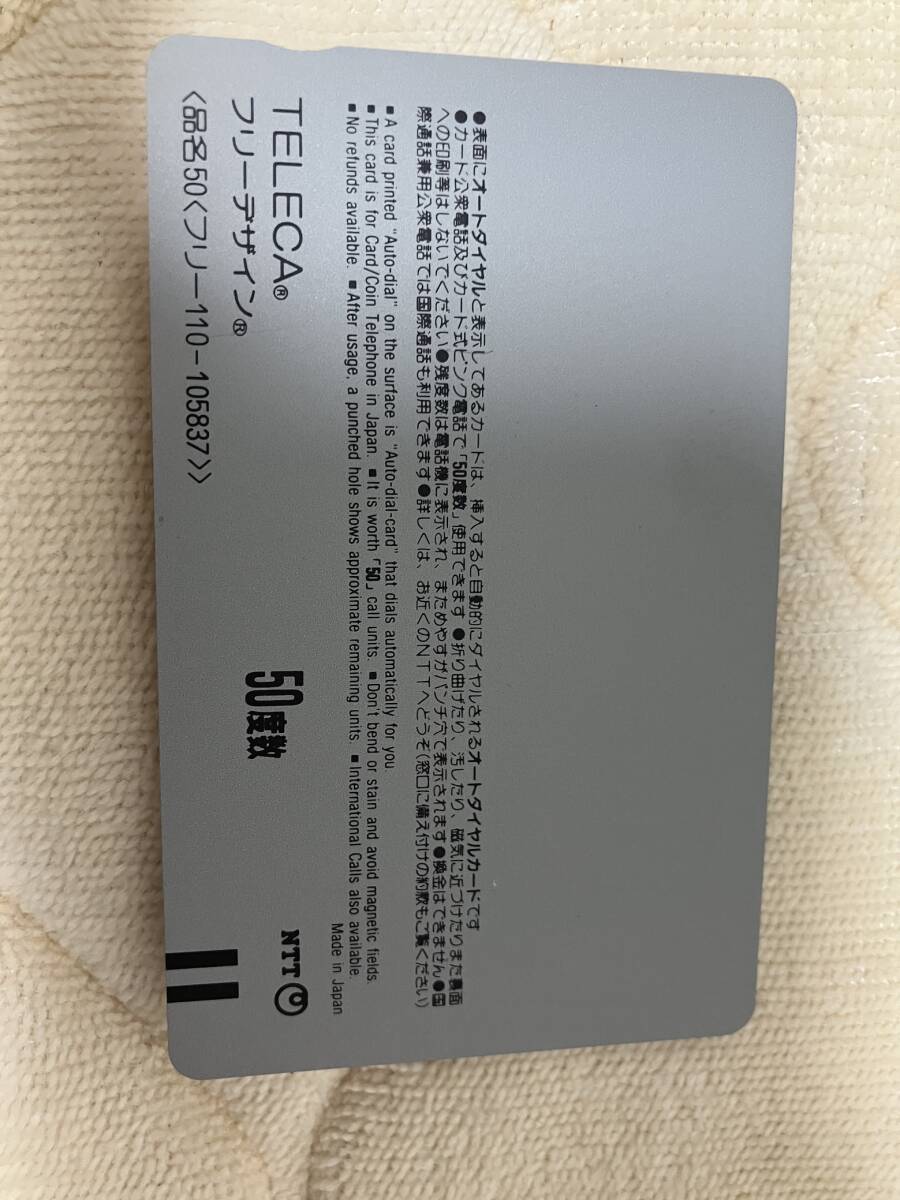 ●表面にオートダイヤルと表示してあるカードは、挿入すると自動的にダイヤルされるオートダイヤルカードです
●カード公衆電話及びカード式ピンク電話で「50度数」使用できます●折り曲げたり、汚したり、磁気に近づけたりまた裏面
への印刷等はしないでください●残度数は電話機に表示され、まためやすがパンチ穴で表示されます●換金はできません●国
際通話兼用公衆電話では国際通話も利用できます●詳しくは、お近くのNTTへどうぞ(窓口に備え付けの約款もご覧ください)
■A card printed "Auto-dial" on the surface is "Auto-dial-card" that dials automatically for you.
■This card is for Card/Coin Telephone in Japan. ■It is worth「50」call units. ■Don't bend or stain and avoid magnetic fields.
■No refunds available. ■After usage, a punched hole shows approximate remaining units. ■International Calls also available.
Made in Japan
TELECA®
フリーデザイン®
50度数
NTT
<品名50<フリー110-105837>>